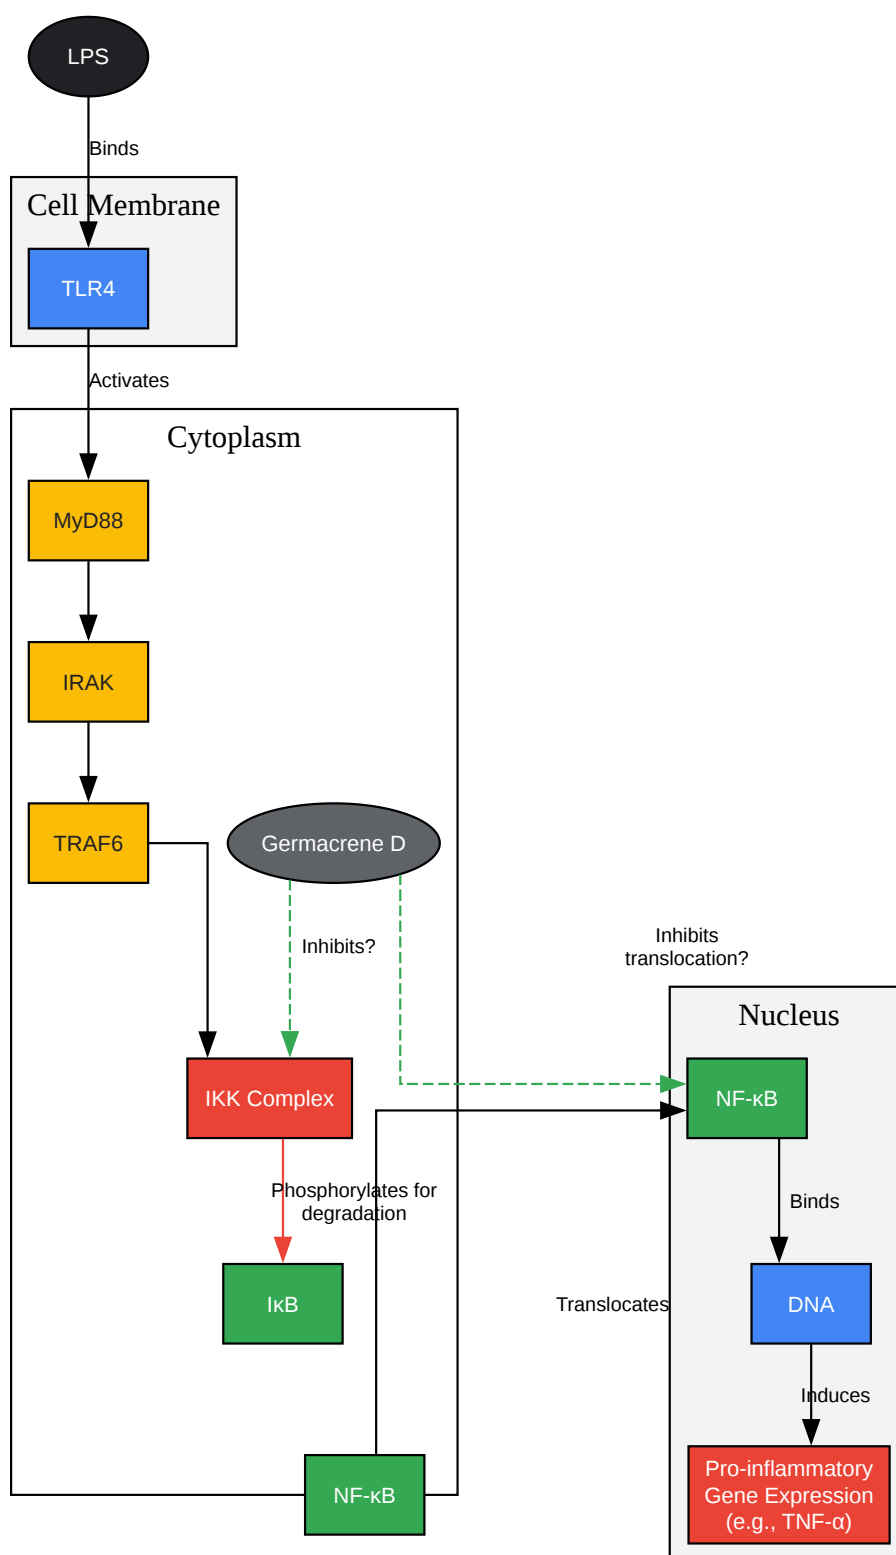 LPS
Binds
Cell Membrane
TLR4
Activates
Cytoplasm
MyD88
IRAK
TRAF6
Germacrene D
Inhibits?
Inhibits
translocation?
Nucleus
IKK Complex
NF-κB
Phosphorylates for
degradation
Binds
IκB
Translocates
DNA
Induces
NF-κB
Pro-inflammatory
Gene Expression
(e.g., TNF-α)